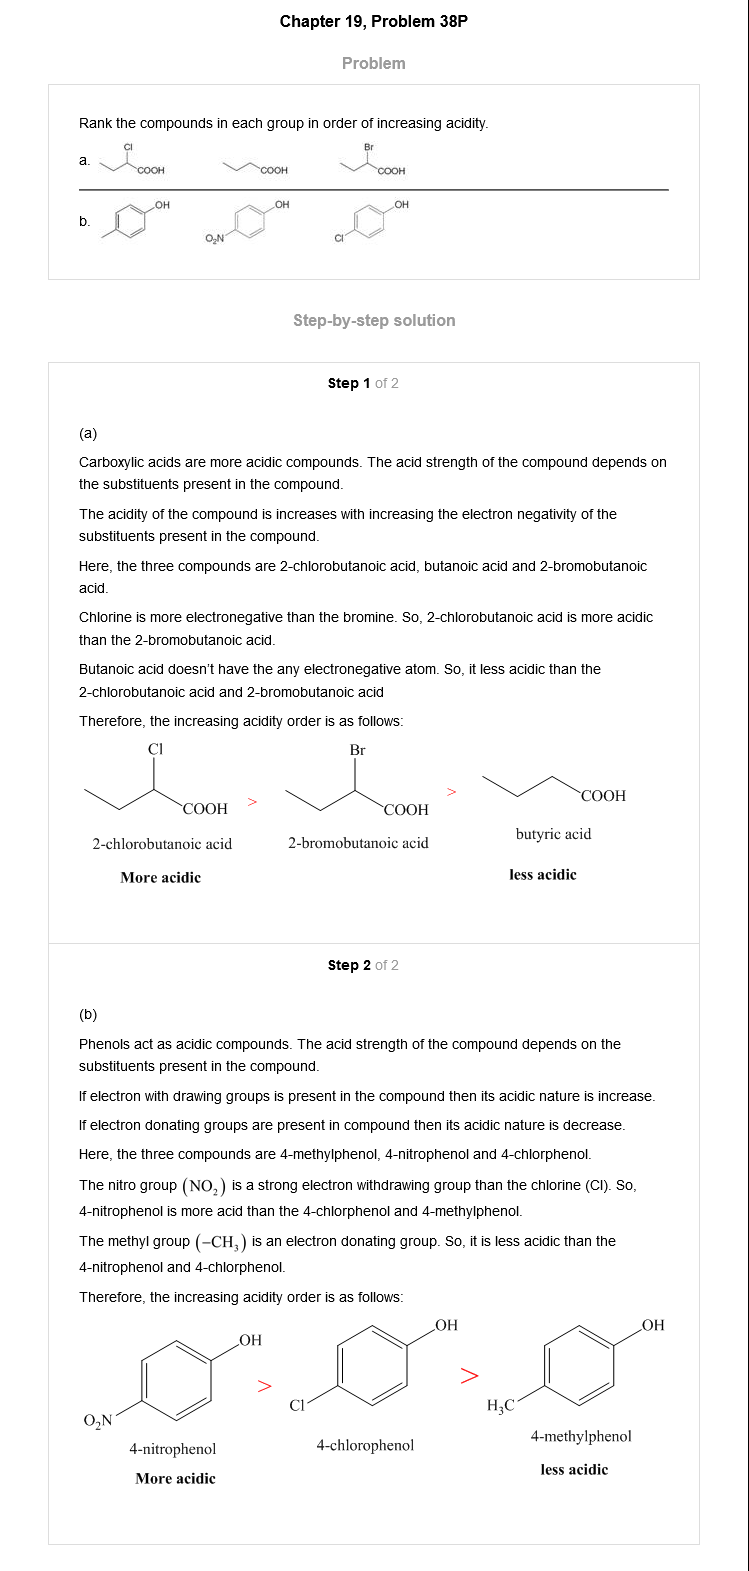 Chapter 19, Problem 38P
Problem
Rank the compounds in each group in order of increasing acidity.
a.
Cl
COOH
COOH
Br
COOH
b.
OH
O₂N
OH
Cl
OH
Step-by-step solution
Step 1 of 2
(a)
Carboxylic acids are more acidic compounds. The acid strength of the compound depends on
the substituents present in the compound.
The acidity of the compound is increases with increasing the electron negativity of the
substituents present in the compound.
Here, the three compounds are 2-chlorobutanoic acid, butanoic acid and 2-bromobutanoic
acid.
Chlorine is more electronegative than the bromine. So, 2-chlorobutanoic acid is more acidic
than the 2-bromobutanoic acid.
Butanoic acid doesn't have the any electronegative atom. So, it less acidic than the
2-chlorobutanoic acid and 2-bromobutanoic acid
Therefore, the increasing acidity order is as follows:
Cl
COOH
>
Br
COOH
>
COOH
2-chlorobutanoic acid
2-bromobutanoic acid
butyric acid
More acidic
less acidic
Step 2 of 2
(b)
Phenols act as acidic compounds. The acid strength of the compound depends on the
substituents present in the compound.
If electron with drawing groups is present in the compound then its acidic nature is increase.
If electron donating groups are present in compound then its acidic nature is decrease.
Here, the three compounds are 4-methylphenol, 4-nitrophenol and 4-chlorphenol.
The nitro group (NO₂) is a strong electron withdrawing group than the chlorine (Cl). So,
4-nitrophenol is more acid than the 4-chlorphenol and 4-methylphenol.
The methyl group (–CH₃) is an electron donating group. So, it is less acidic than the
4-nitrophenol and 4-chlorphenol.
Therefore, the increasing acidity order is as follows:
OH
O₂N
>
OH
Cl
>
OH
H₃C
4-nitrophenol
4-chlorophenol
4-methylphenol
More acidic
less acidic